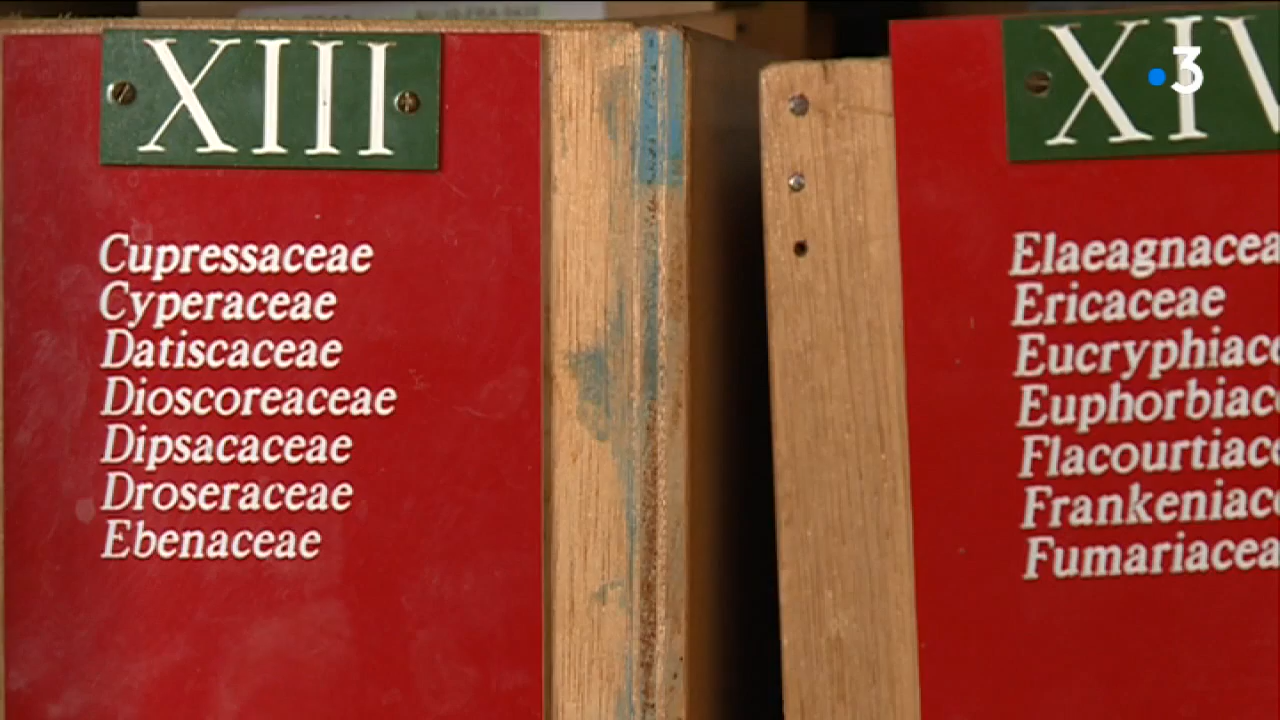 XIII
Cupressaceae
Cyperaceae
Datiscaceae
Dioscoreaceae
Dipsacaceae
Droseraceae
Ebenaceae
XIV
Elaeagnacea
Ericaceae
Eucryphiac
Euphorbiac
Flacourtiac
Frankeniac
Fumariacea
3